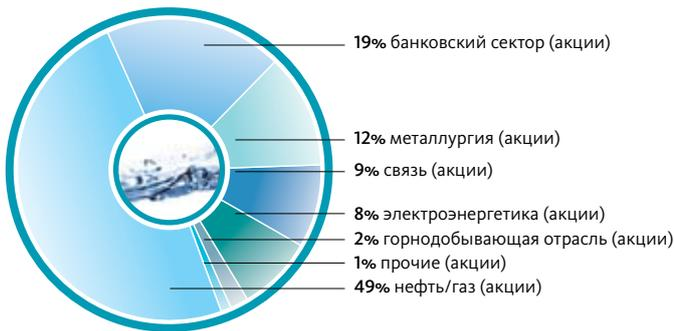 19% банковский сектор (акции)
12% металлургия (акции)
9% связь (акции)
8% электроэнергетика (акции)
2% горнодобывающая отрасль (акции)
1% прочие (акции)
49% нефть/газ (акции)